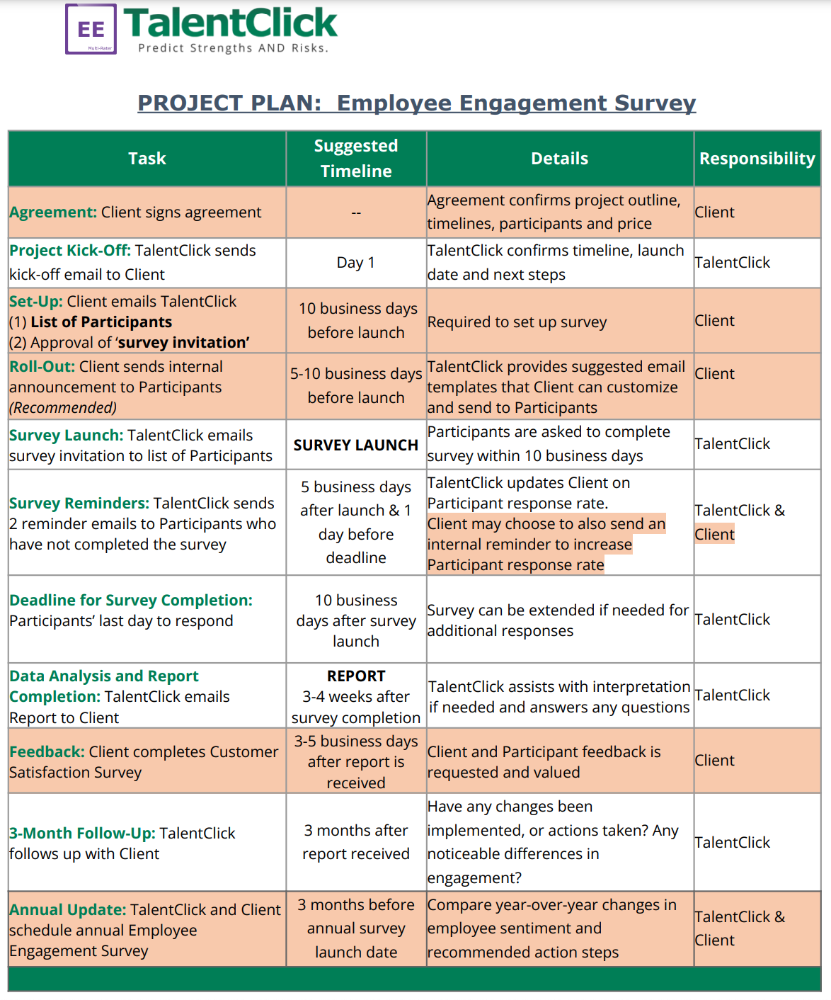 EE
Multi-Rater
TalentClick
Predict Strengths AND Risks.
PROJECT PLAN: Employee Engagement Survey
Task
Suggested
Timeline
Details
Responsibility
Agreement: Client signs agreement
--
Agreement confirms project outline,
timelines, participants and price
Client
Project Kick-Off: TalentClick sends
kick-off email to Client
Day 1
TalentClick confirms timeline, launch
date and next steps
TalentClick
Set-Up: Client emails TalentClick
(1) List of Participants
(2) Approval of ‘survey invitation’
10 business days
before launch
Required to set up survey
Client
Roll-Out: Client sends internal
announcement to Participants
(Recommended)
5-10 business days
before launch
TalentClick provides suggested email
templates that Client can customize
and send to Participants
Client
Survey Launch: TalentClick emails
survey invitation to list of Participants
SURVEY LAUNCH
Participants are asked to complete
survey within 10 business days
TalentClick
Survey Reminders: TalentClick sends
2 reminder emails to Participants who
have not completed the survey
5 business days
after launch & 1
day before
deadline
TalentClick updates Client on
Participant response rate.
Client may choose to also send an
internal reminder to increase
Participant response rate
TalentClick &
Client
Deadline for Survey Completion:
Participants’ last day to respond
10 business
days after survey
launch
Survey can be extended if needed for
additional responses
TalentClick
Data Analysis and Report
Completion: TalentClick emails
Report to Client
REPORT
3-4 weeks after
survey completion
TalentClick assists with interpretation
if needed and answers any questions
TalentClick
Feedback: Client completes Customer
Satisfaction Survey
3-5 business days
after report is
received
Client and Participant feedback is
requested and valued
Client
3-Month Follow-Up: TalentClick
follows up with Client
3 months after
report received
Have any changes been
implemented, or actions taken? Any
noticeable differences in
engagement?
TalentClick
Annual Update: TalentClick and Client
schedule annual Employee
Engagement Survey
3 months before
annual survey
launch date
Compare year-over-year changes in
employee sentiment and
recommended action steps
TalentClick &
Client